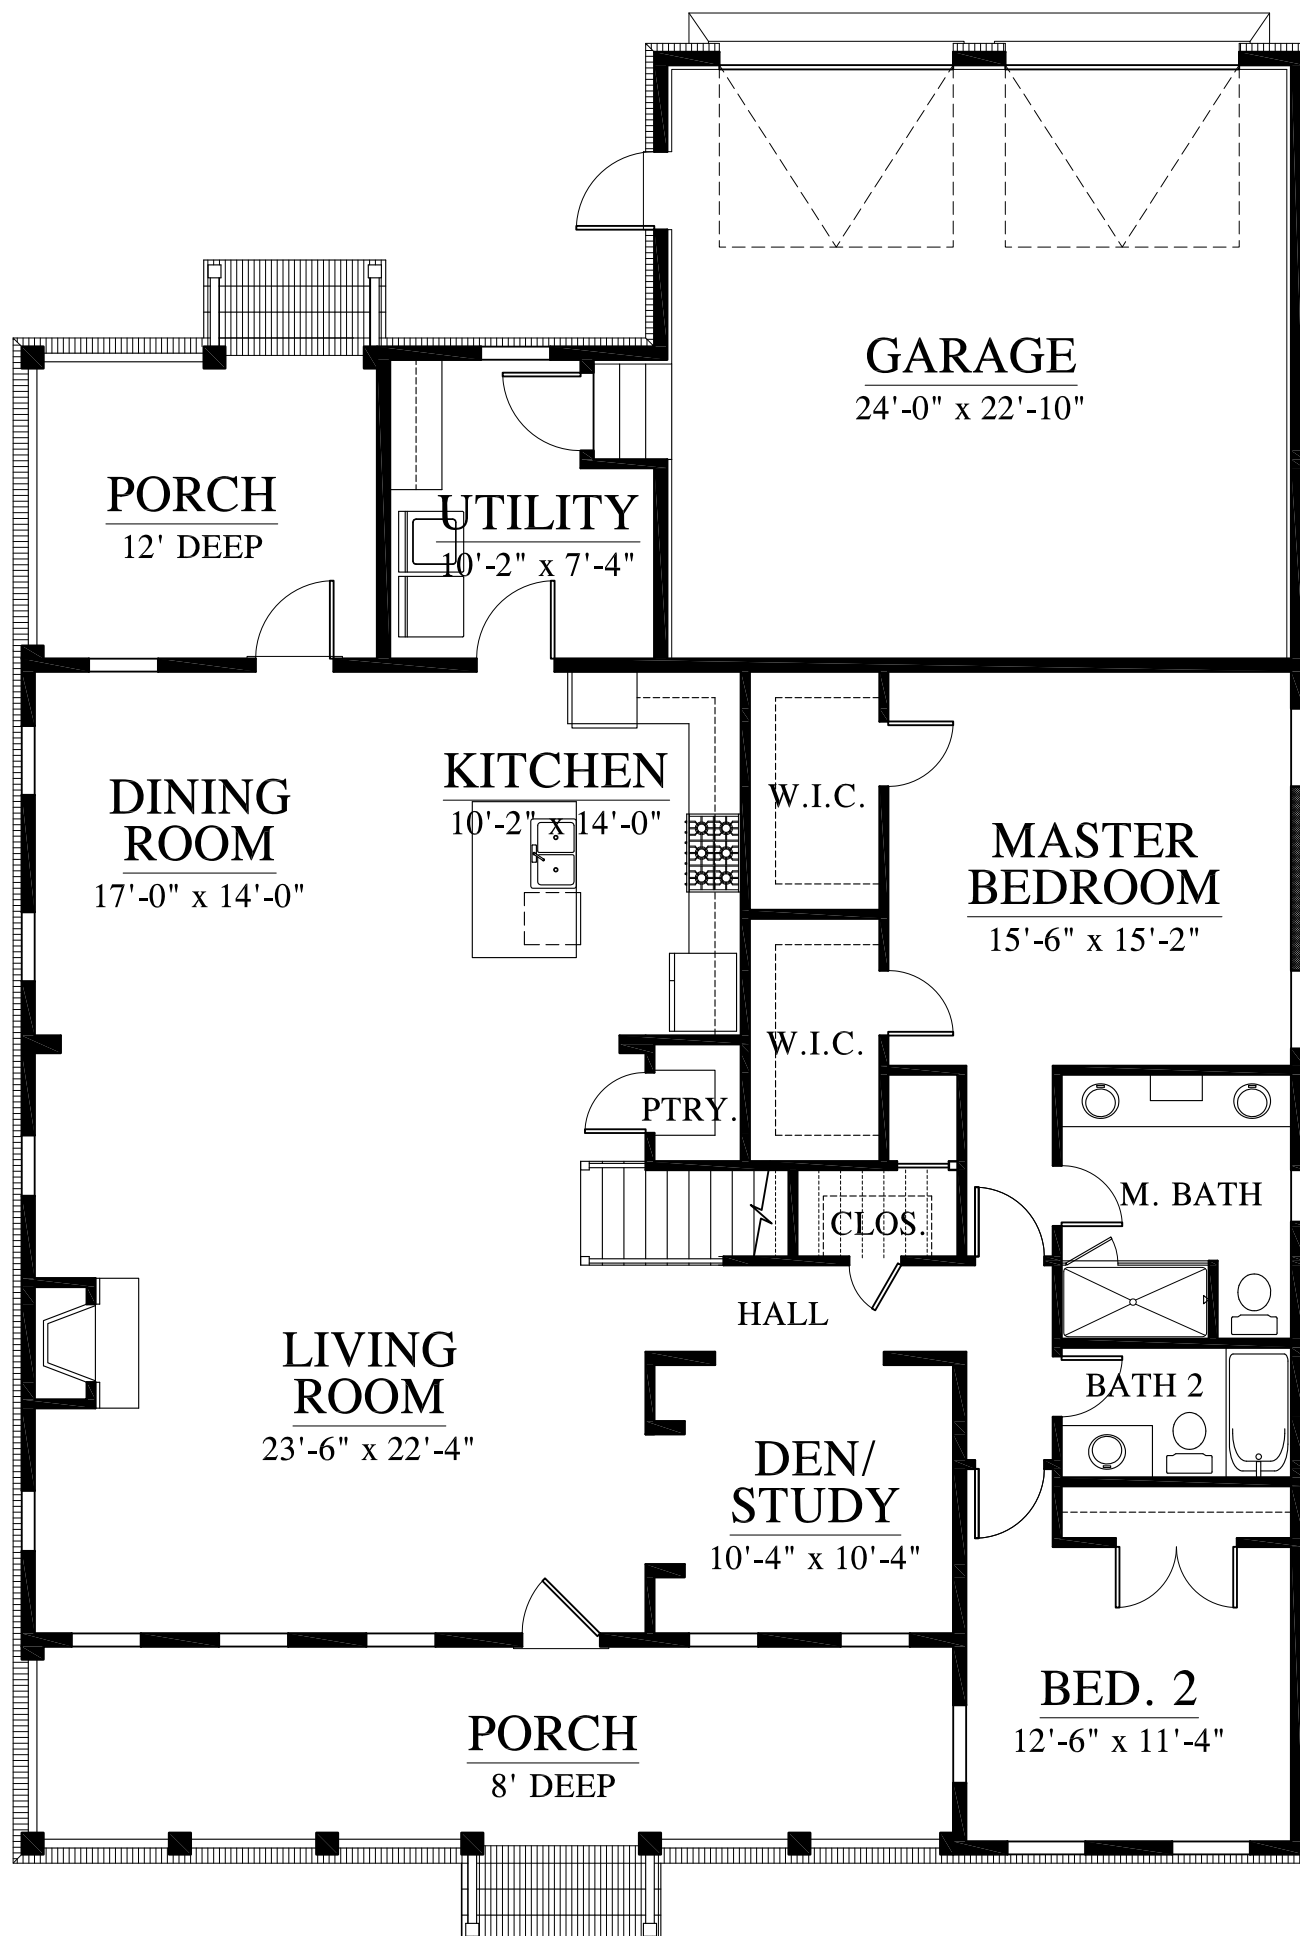 GARAGE
24'-0" x 22'-10"
PORCH
12' DEEP
UTILITY
10'-2" x 7'-4"
KITCHEN
10'-2" x 14'-0"
DINING
ROOM
17'-0" x 14'-0"
W.I.C.
MASTER
BEDROOM
15'-6" x 15'-2"
W.I.C.
PTRY.
M. BATH
CLOS.
HALL
LIVING
ROOM
23'-6" x 22'-4"
BATH 2
DEN/
STUDY
10'-4" x 10'-4"
BED. 2
12'-6" x 11'-4"
PORCH
8' DEEP